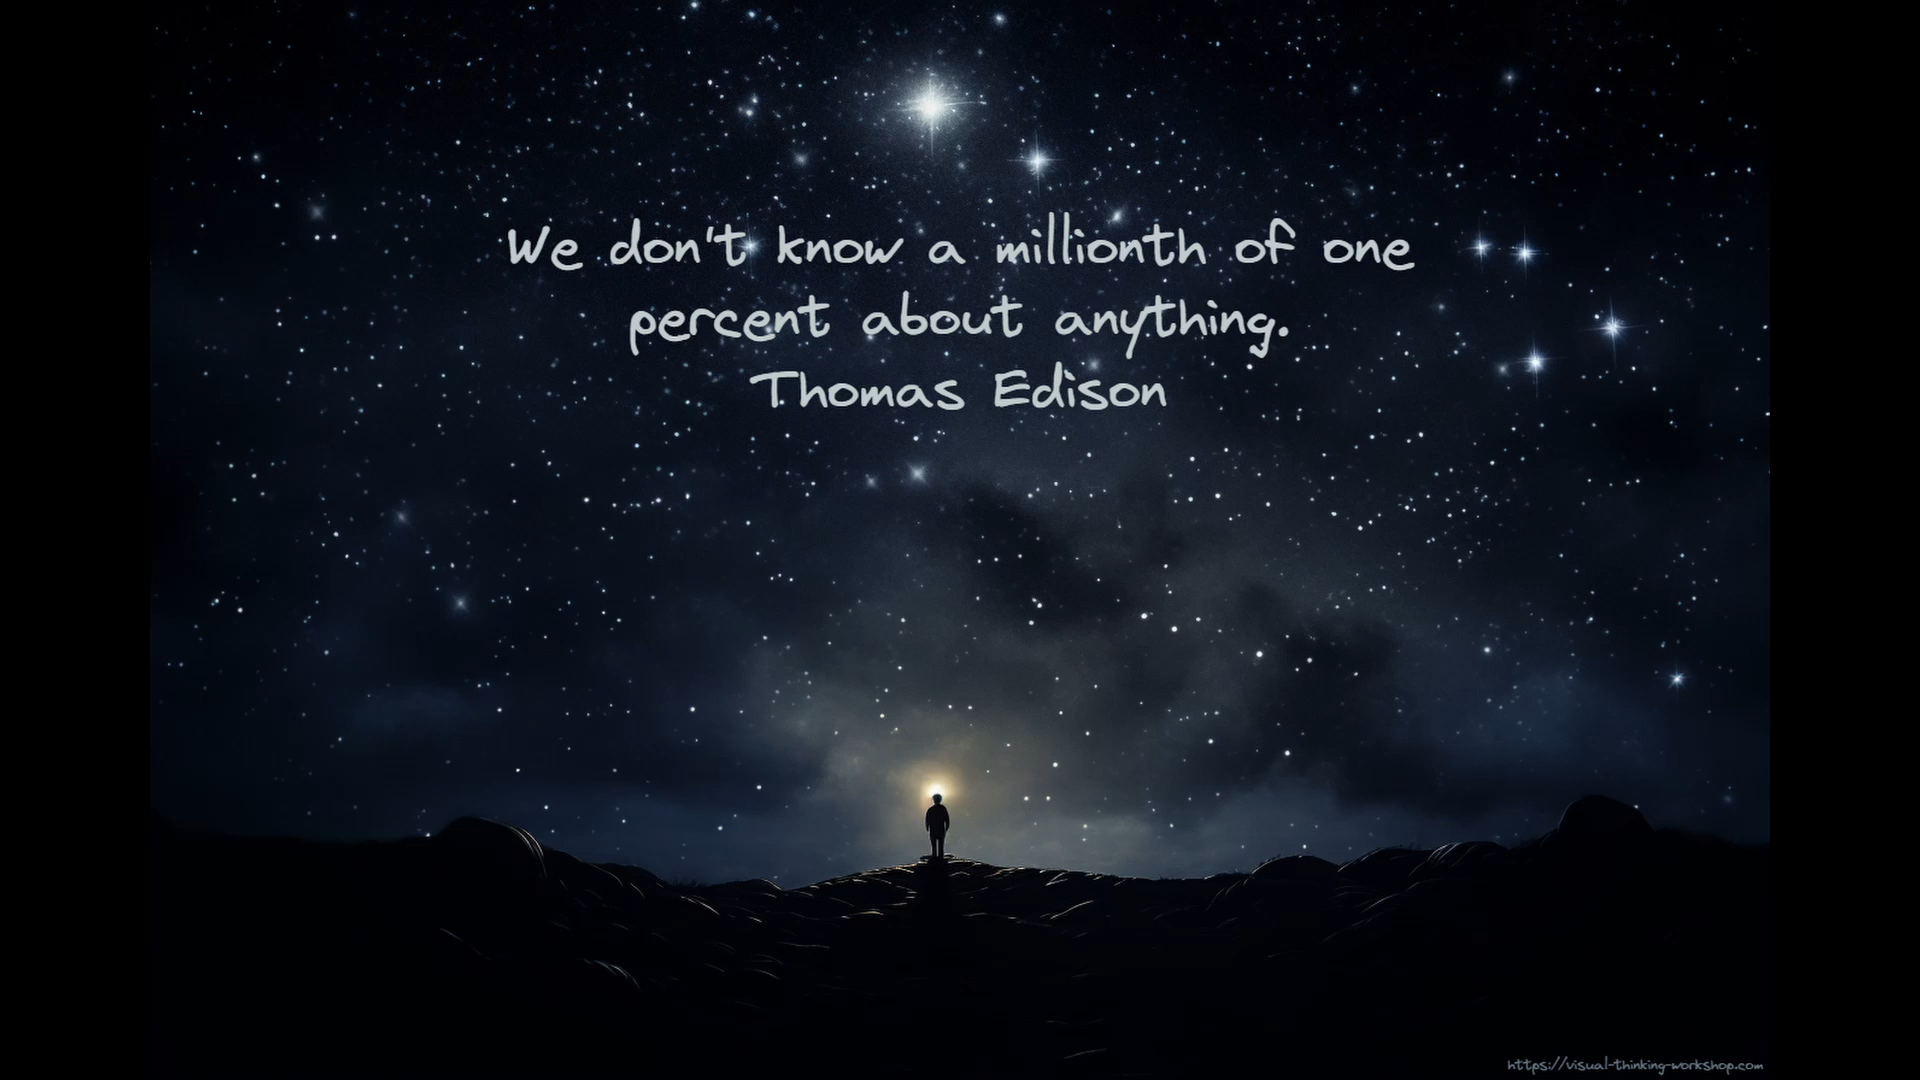 We don't know a millionth of one
percent about anything.
Thomas Edison
https://visual-thinking-workshop.com